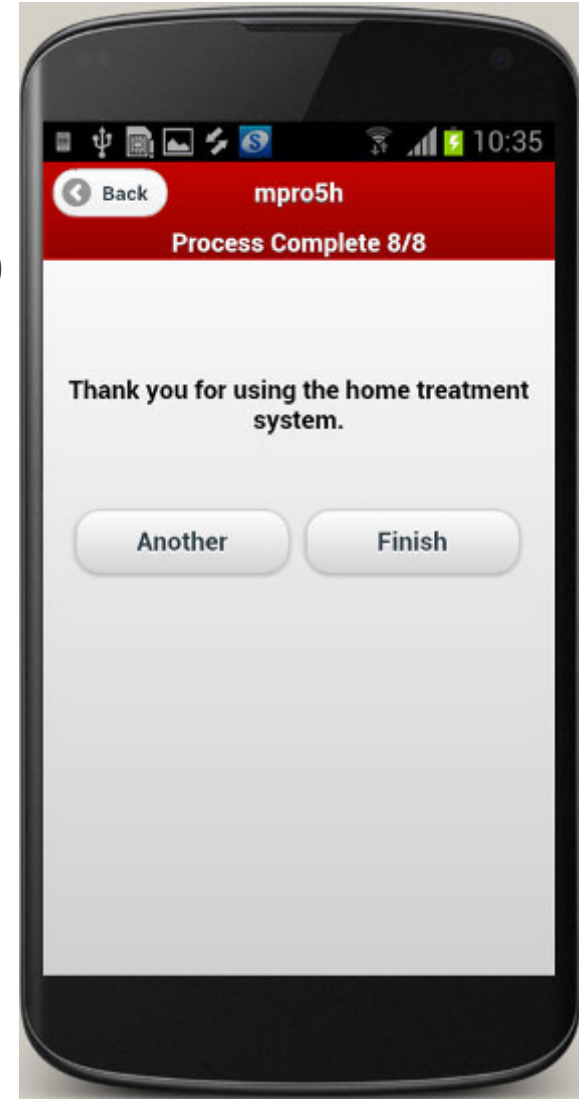 10:35
Back
mpro5h
Process Complete 8/8
Thank you for using the home treatment
system.
Another
Finish